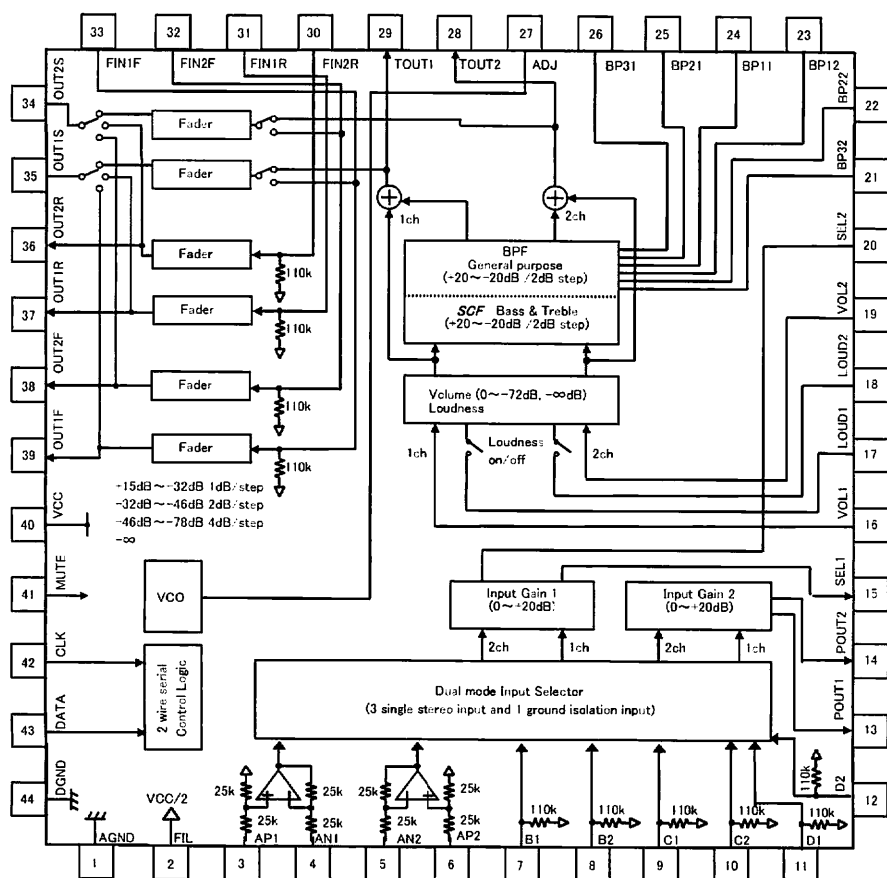 33 32 31 30 29 28 27 26 25 24 23
OUT2S FIN1F FIN2F FIN1R FIN2R TOUT1 TOUT2 ADJ BP31 BP21 BP11 BP12 BP22
34 Fader 22
OUT1S BP32
35 Fader 21
1ch 2ch
OUT2R SEL2
36 Fader BPF 20
General purpose
110k (+20~-20dB /2dB step)
OUT1R VOL2
37 Fader SCF Bass & Treble 19
(+20~-20dB /2dB step)
110k
OUT2F LOUD2
38 Fader Volume (0~-72dB, -∞dB) 18
Loudness
110k
OUT1F LOUD1
39 Fader 1ch Loudness on/off 2ch 17
110k
+15dB~-32dB 1dB/step
-32dB~-46dB 2dB/step
-46dB~-78dB 4dB/step
-∞
VCC VOL1
40 16
MUTE SEL1
41 VCO Input Gain 1 Input Gain 2 15
(0~+20dB) (0~+20dB)
CLK POUT2
42 2ch 1ch 2ch 1ch 14
2 wire serial
Control Logic
Dual mode Input Selector
(3 single stereo input and 1 ground isolation input)
DATA POUT1
43 13
DGND 110k D2
44 VCC/2 25k 25k 25k 25k 12
25k 25k 25k 25k 110k 110k 110k 110k 110k
AGND FIL AP1 AN1 AN2 AP2 B1 B2 C1 C2 D1
1 2 3 4 5 6 7 8 9 10 11